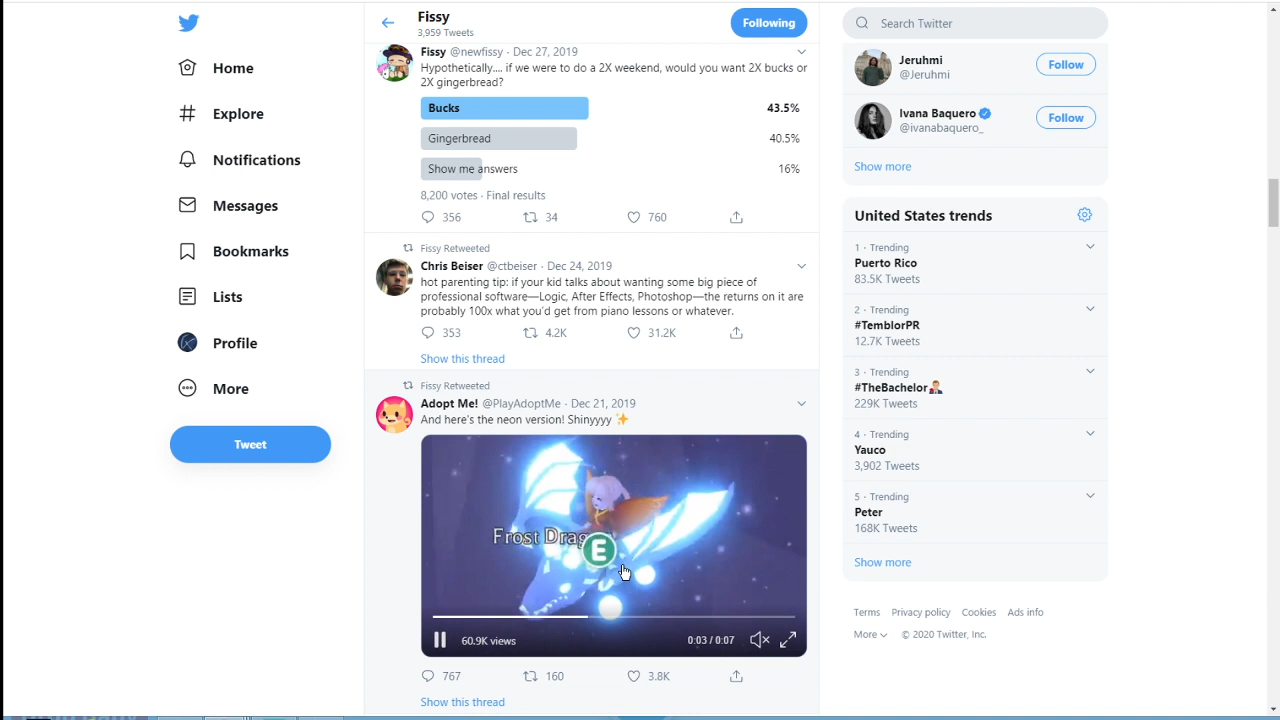 Home
Explore
Notifications
Messages
Bookmarks
Lists
Profile
More
Tweet
Fissy
3,959 Tweets
Following
Fissy @newfissy · Dec 27, 2019
Hypothetically.... if we were to do a 2X weekend, would you want 2X bucks or
2X gingerbread?
Bucks 43.5%
Gingerbread 40.5%
Show me answers 16%
8,200 votes · Final results
356 34 760
Fissy Retweeted
Chris Beiser @ctbeiser · Dec 24, 2019
hot parenting tip: if your kid talks about wanting some big piece of
professional software—Logic, After Effects, Photoshop—the returns on it are
probably 100x what you'd get from piano lessons or whatever.
353 4.2K 31.2K
Show this thread
Fissy Retweeted
Adopt Me! @PlayAdoptMe · Dec 21, 2019
And here's the neon version! Shinyyyy ✨
Frost Drag
E
60.9K views 0:03 / 0:07
767 160 3.8K
Show this thread
Search Twitter
Jeruhmi
@Jeruhmi
Follow
Ivana Baquero
@ivanabaquero_
Follow
Show more
United States trends
1 · Trending
Puerto Rico
83.5K Tweets
2 · Trending
#TemblorPR
12.7K Tweets
3 · Trending
#TheBachelor
229K Tweets
4 · Trending
Yauco
3,902 Tweets
5 · Trending
Peter
168K Tweets
Show more
Terms Privacy policy Cookies Ads info
More © 2020 Twitter, Inc.